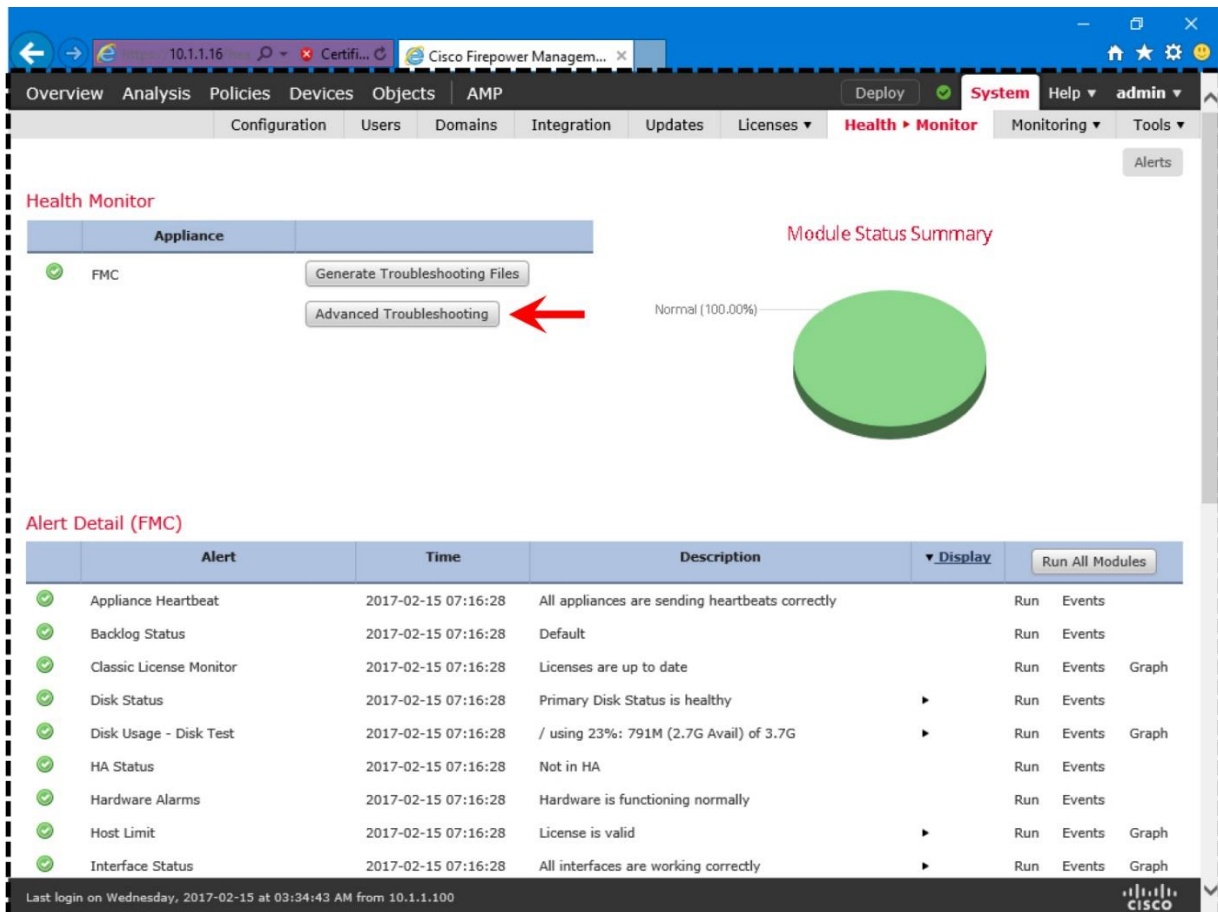 10.1.1.16 Certifi... Cisco Firepower Managem...
Overview Analysis Policies Devices Objects AMP Deploy System Help admin
Configuration Users Domains Integration Updates Licenses Health Monitor Monitoring Tools
Alerts
Health Monitor
Appliance
Module Status Summary
FMC Generate Troubleshooting Files
Advanced Troubleshooting
Normal (100.00%)
Alert Detail (FMC)
Alert Time Description Display Run All Modules
Appliance Heartbeat 2017-02-15 07:16:28 All appliances are sending heartbeats correctly Run Events
Backlog Status 2017-02-15 07:16:28 Default Run Events
Classic License Monitor 2017-02-15 07:16:28 Licenses are up to date Run Events Graph
Disk Status 2017-02-15 07:16:28 Primary Disk Status is healthy Run Events
Disk Usage - Disk Test 2017-02-15 07:16:28 / using 23%: 791M (2.7G Avail) of 3.7G Run Events Graph
HA Status 2017-02-15 07:16:28 Not in HA Run Events
Hardware Alarms 2017-02-15 07:16:28 Hardware is functioning normally Run Events
Host Limit 2017-02-15 07:16:28 License is valid Run Events Graph
Interface Status 2017-02-15 07:16:28 All interfaces are working correctly Run Events Graph
Last login on Wednesday, 2017-02-15 at 03:34:43 AM from 10.1.1.100
CISCO